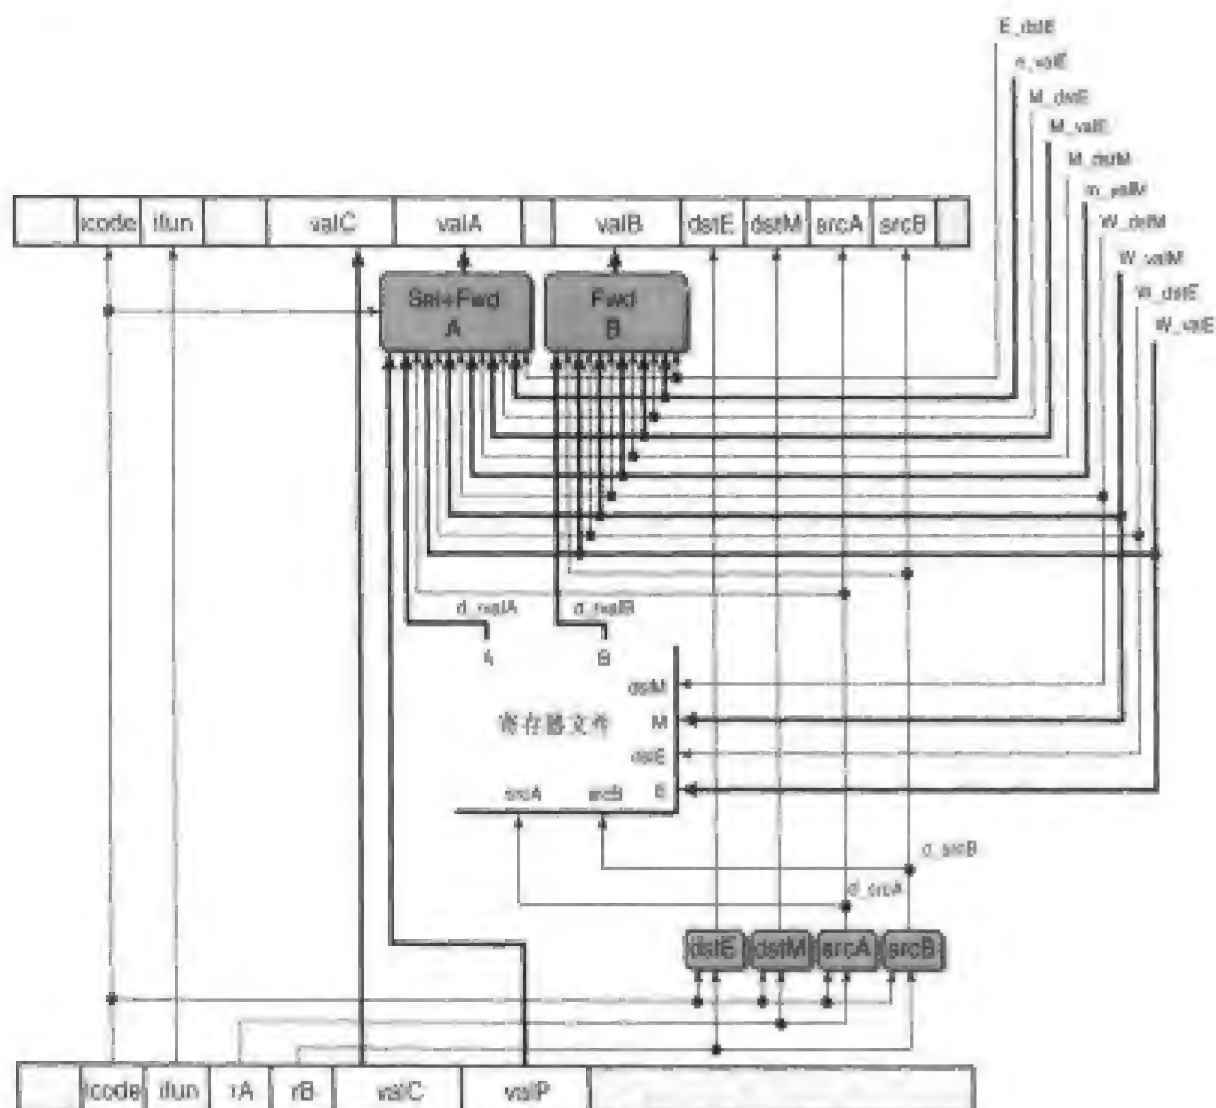 E_dstE
e_valE
M_dstE
M_valE
M_dstM
m_valM
W_dstM
W_valM
W_dstE
W_valE
icode ifun valC valA valB dstE dstM srcA srcB
Sel+Fwd
A
Fwd
B
d_rvalA d_rvalB
A B
dstM
寄存器文件 M
dstE
srcA srcB E
d_srcB
d_srcA
dstE dstM srcA srcB
icode ifun rA rB valC valP